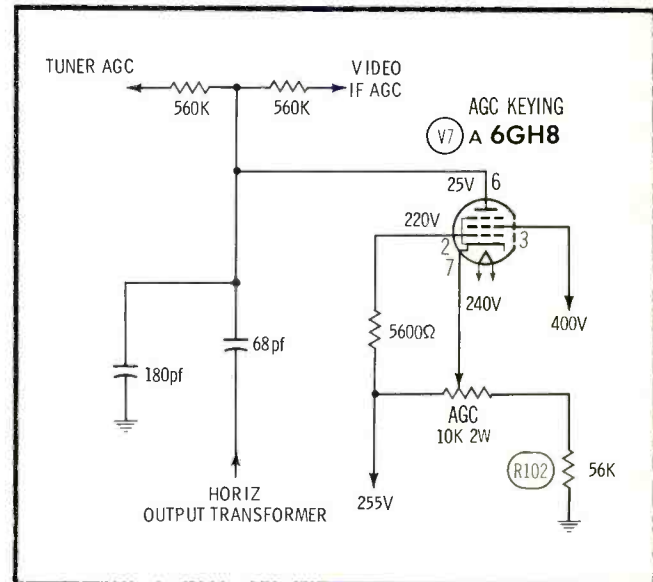 TUNER AGC
VIDEO
IF AGC
560K
560K
AGC KEYING
V7 A 6GH8
25V
6
220V
2
3
7
240V
400V
5600Ω
68pf
180pf
AGC
10K 2W
R102
56K
255V
HORIZ
OUTPUT TRANSFORMER